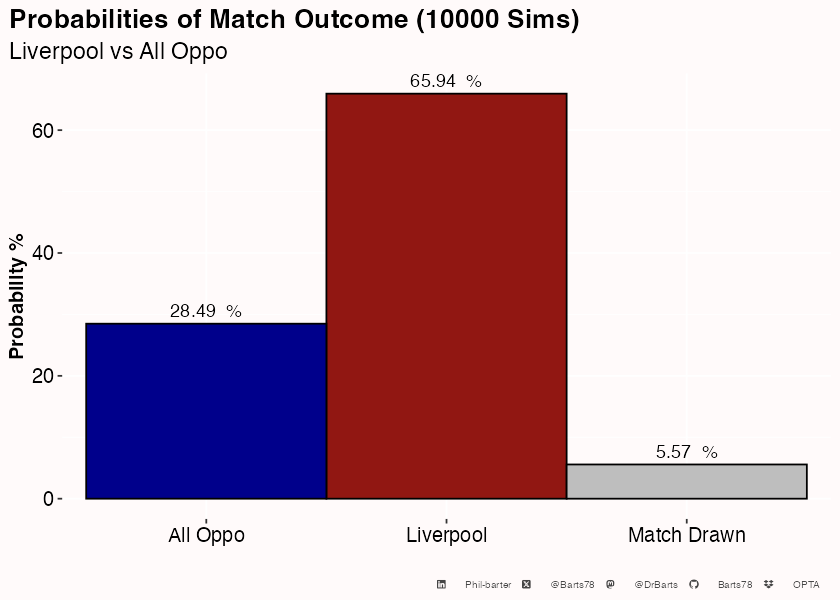 Probabilities of Match Outcome (10000 Sims)
Liverpool vs All Oppo
65.94 %
60
Probability %
40
28.49 %
20
5.57 %
0
All Oppo Liverpool Match Drawn
Phil-barter @Barts78 @DrBarts Barts78 OPTA